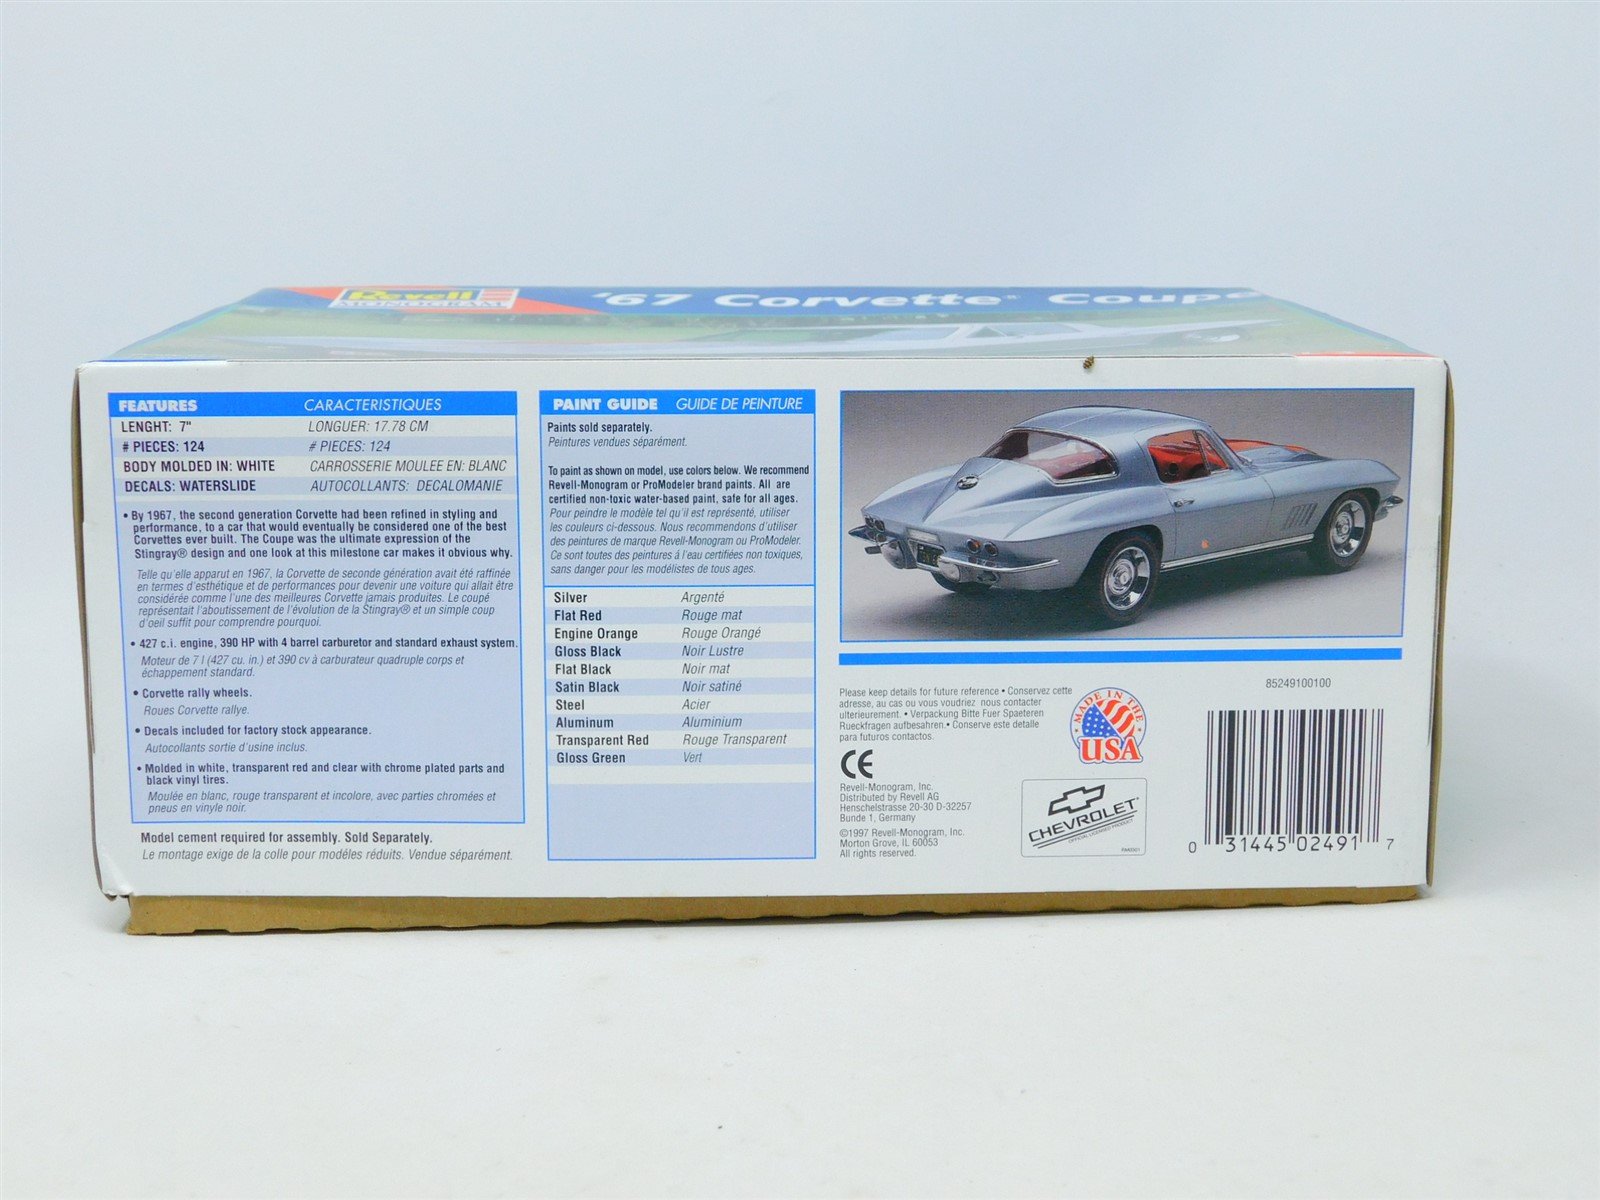 Revell
MONOGRAM
'67 Corvette Coupe
FEATURES CARACTERISTIQUES
LENGHT: 7" LONGUER: 17.78 CM
# PIECES: 124 # PIECES: 124
BODY MOLDED IN: WHITE CARROSSERIE MOULEE EN: BLANC
DECALS: WATERSLIDE AUTOCOLLANTS: DECALOMANIE
• By 1967, the second generation Corvette had been refined in styling and
performance, to a car that would eventually be considered one of the best
Corvettes ever built. The Coupe was the ultimate expression of the
Stingray® design and one look at this milestone car makes it obvious why.
Telle qu'elle apparut en 1967, la Corvette de seconde génération avait été raffinée
en termes d'esthétique et de performances pour devenir une voiture qui allait être
considérée comme l'une des meilleures Corvette jamais produites. Le coupé
représentait l'aboutissement de l'évolution de la Stingray® et un simple coup
d'oeil suffit pour comprendre pourquoi.
• 427 c.i. engine, 390 HP with 4 barrel carburetor and standard exhaust system.
Moteur de 7 l (427 cu. in.) et 390 cv à carburateur quadruple corps et
échappement standard.
• Corvette rally wheels.
Roues Corvette rallye.
• Decals included for factory stock appearance.
Autocollants sortie d'usine inclus.
• Molded in white, transparent red and clear with chrome plated parts and
black vinyl tires.
Moulée en blanc, rouge transparent et incolore, avec parties chromées et
pneus en vinyle noir.
Model cement required for assembly. Sold Separately.
Le montage exige de la colle pour modéles réduits. Vendue séparément.
PAINT GUIDE GUIDE DE PEINTURE
Paints sold separately.
Peintures vendues séparément.
To paint as shown on model, use colors below. We recommend
Revell-Monogram or ProModeler brand paints. All are
certified non-toxic water-based paint, safe for all ages.
Pour peindre le modèle tel qu'il est représenté, utiliser
les couleurs ci-dessous. Nous recommendons d'utiliser
des peintures de marque Revell-Monogram ou ProModeler.
Ce sont toutes des peintures à l'eau certifiées non toxiques,
sans danger pour les modélistes de tous ages.
Silver Argenté
Flat Red Rouge mat
Engine Orange Rouge Orangé
Gloss Black Noir Lustre
Flat Black Noir mat
Satin Black Noir satiné
Steel Acier
Aluminum Aluminium
Transparent Red Rouge Transparent
Gloss Green Vert
Please keep details for future reference • Conservez cette
adresse, au cas ou vous voudriez nous contacter
ulterieurement. • Verpackung Bitte Fuer Spaeteren
Rueckfragen aufbesahren. • Conserve este detalle
para futuros contactos.
CE
Revell-Monogram, Inc.
Distributed by Revell AG
Henschelstrasse 20-30 D-32257
Bunde 1, Germany
©1997 Revell-Monogram, Inc.
Morton Grove, IL 60053
All rights reserved.
MADE IN THE
USA
CHEVROLET
OFFICIAL LICENSED PRODUCT
85249100100
0 31445 02491 7